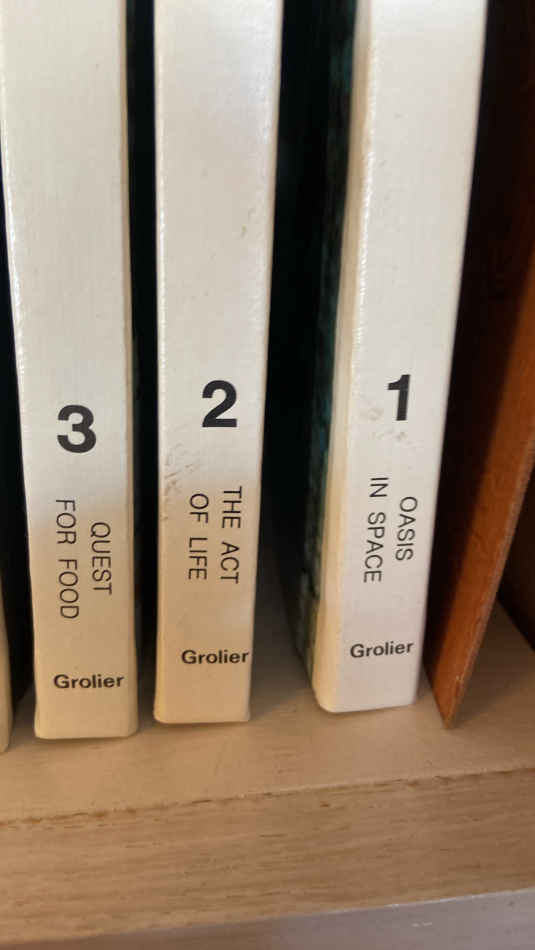 3
QUEST
FOR FOOD
Grolier
2
THE ACT
OF LIFE
Grolier
1
OASIS
IN SPACE
Grolier